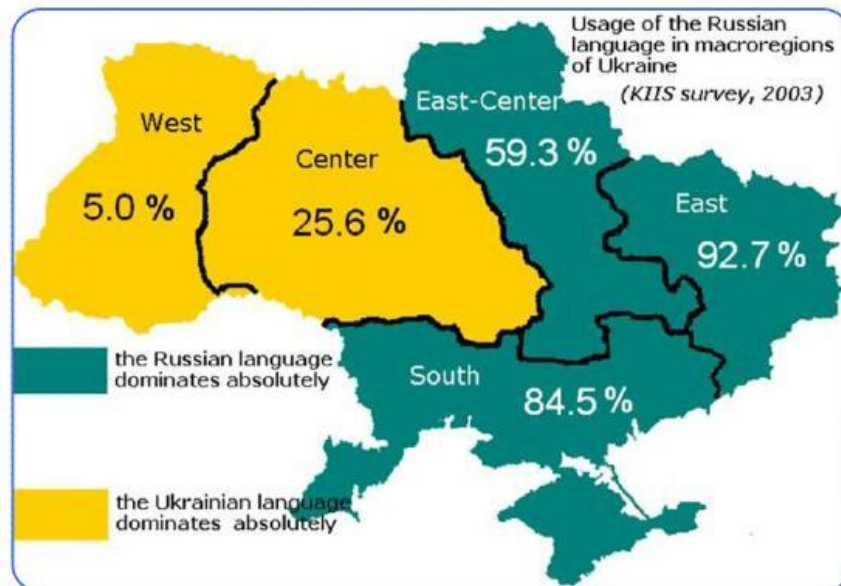 Usage of the Russian
language in macroregions
of Ukraine
(KIIS survey, 2003)
West
5.0 %
Center
25.6 %
East-Center
59.3 %
East
92.7 %
South
84.5 %
the Russian language
dominates absolutely
the Ukrainian language
dominates absolutely